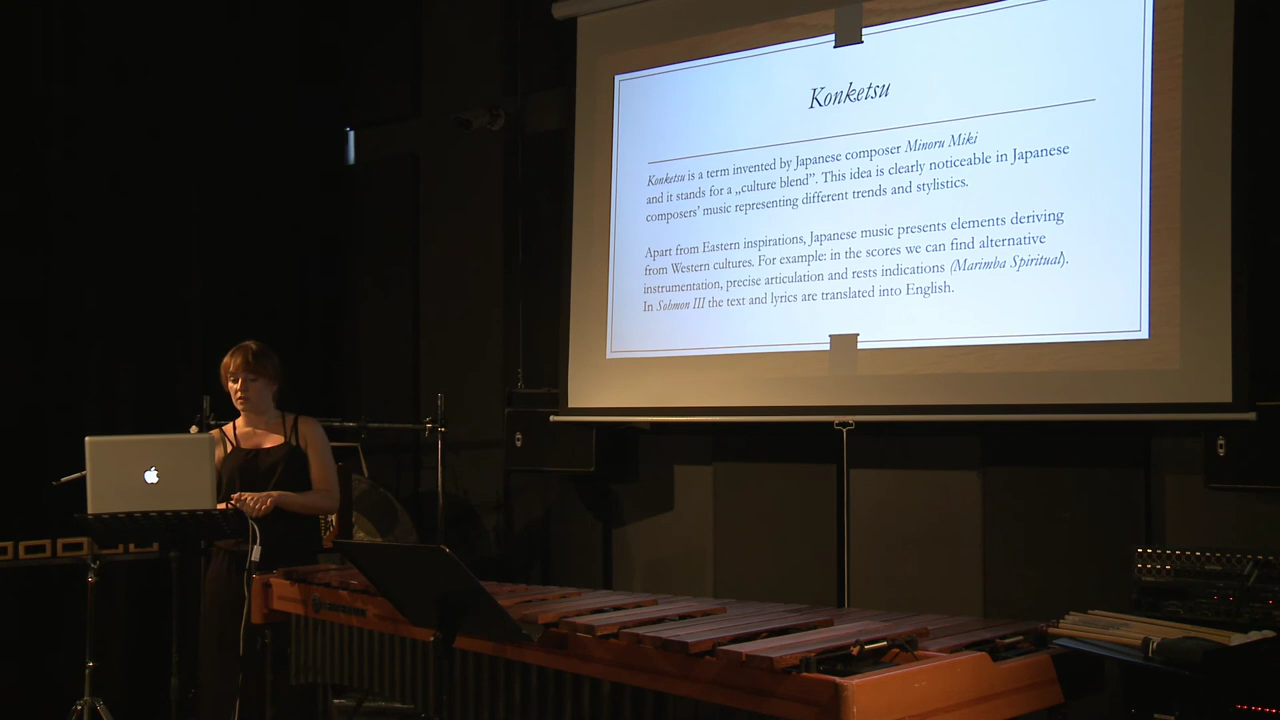 Konketsu
Konketsu is a term invented by Japanese composer Minoru Miki
and it stands for a „culture blend”. This idea is clearly noticeable in Japanese
composers’ music representing different trends and stylistics.
Apart from Eastern inspirations, Japanese music presents elements deriving
from Western cultures. For example: in the scores we can find alternative
instrumentation, precise articulation and rests indications (Marimba Spiritual).
In Sohmon III the text and lyrics are translated into English.